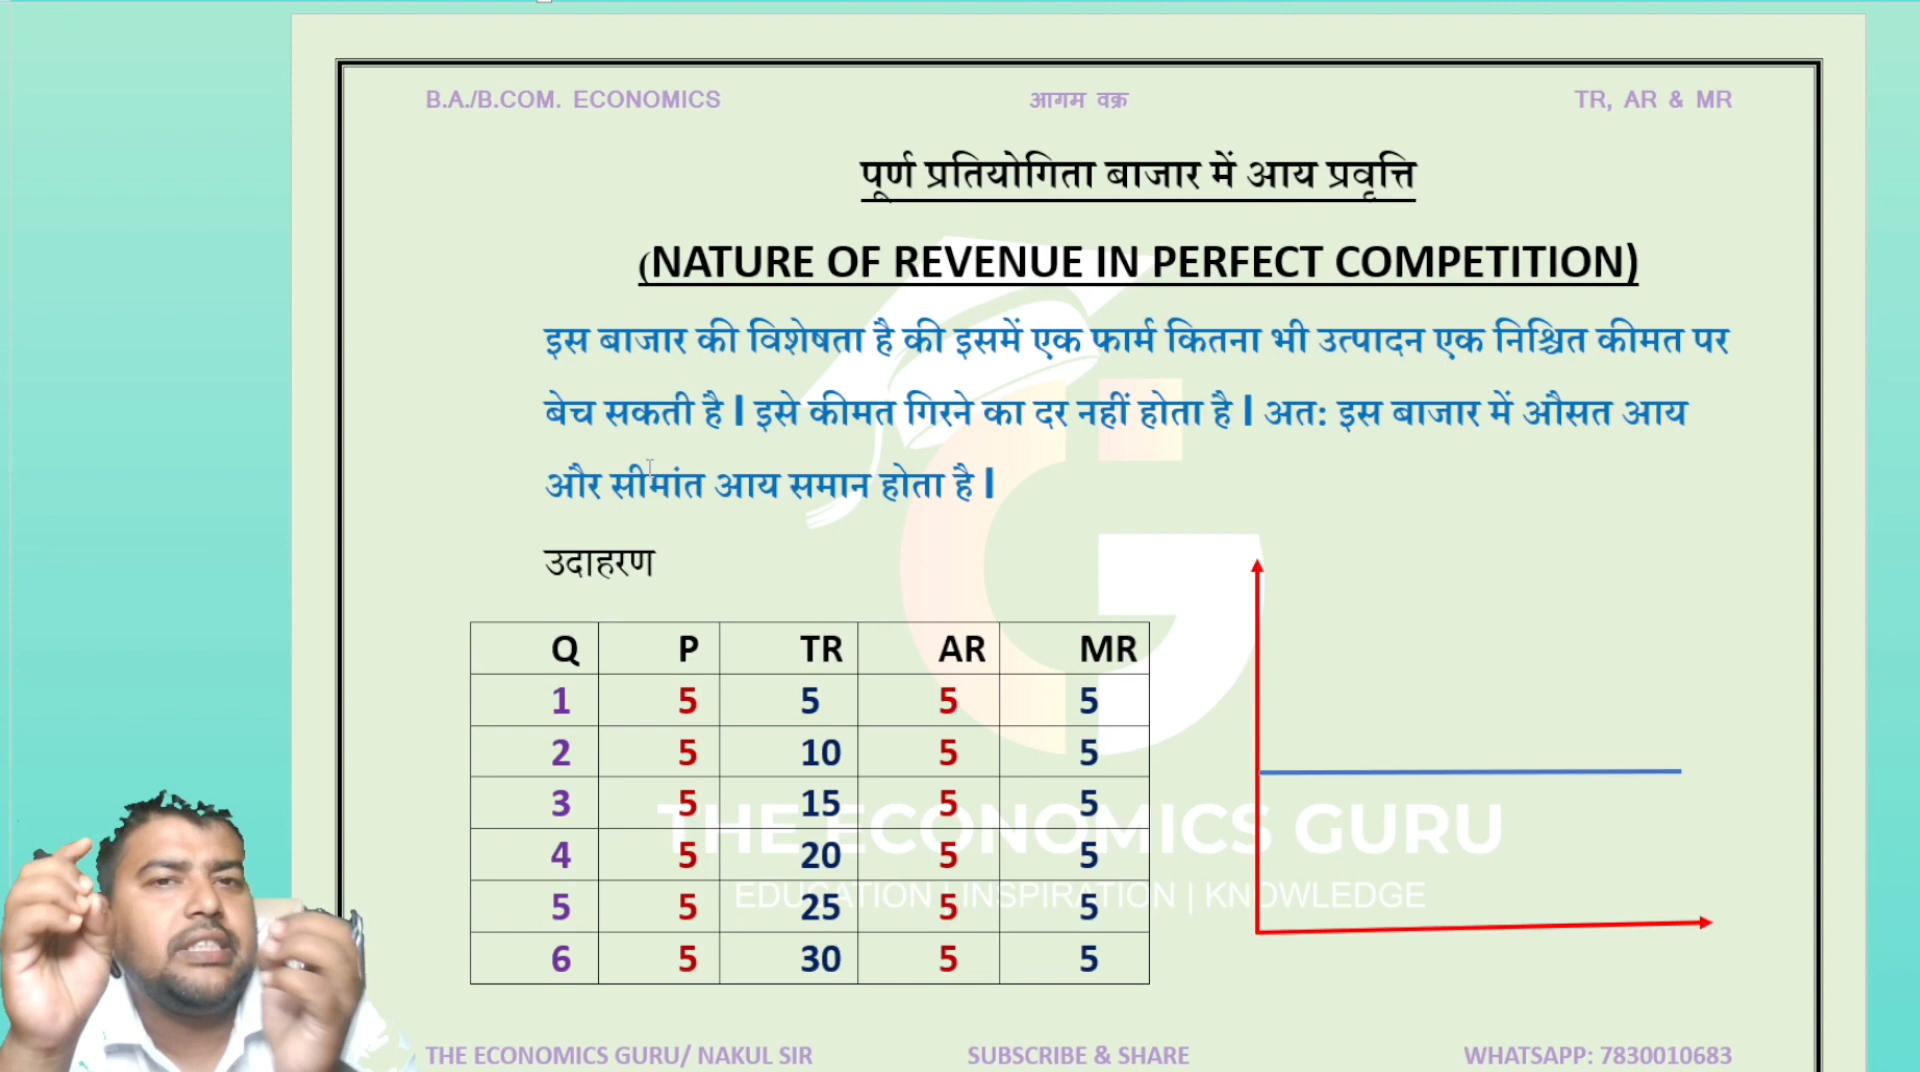 B.A./B.COM. ECONOMICS आगम वक्र TR, AR & MR
पूर्ण प्रतियोगिता बाजार में आय प्रवृत्ति
(NATURE OF REVENUE IN PERFECT COMPETITION)
इस बाजार की विशेषता है की इसमें एक फार्म कितना भी उत्पादन एक निश्चित कीमत पर
बेच सकती है l इसे कीमत गिरने का दर नहीं होता है l अत: इस बाजार में औसत आय
और सीमांत आय समान होता है l
उदाहरण
Q P TR AR MR
1 5 5 5 5
2 5 10 5 5
3 5 15 5 5
4 5 20 5 5
5 5 25 5 5
6 5 30 5 5
THE ECONOMICS GURU
EDUCATION | INSPIRATION | KNOWLEDGE
THE ECONOMICS GURU/ NAKUL SIR SUBSCRIBE & SHARE WHATSAPP: 7830010683